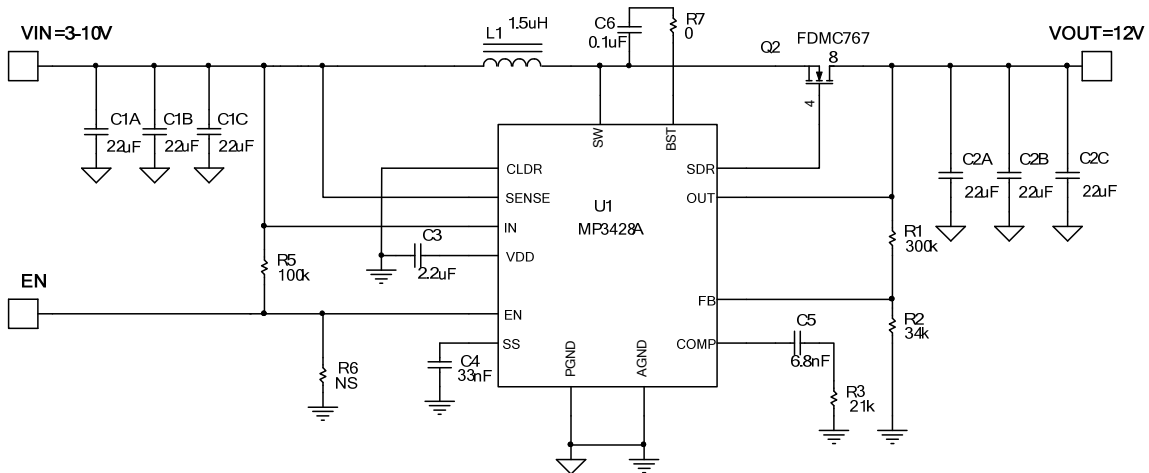 VIN=3-10V
L1
1.5uH
C6
0.1uF
R7
0
Q2
FDMC767
8
4
VOUT=12V
C1A
22uF
C1B
22uF
C1C
22uF
SW
BST
CLDR
SENSE
IN
VDD
EN
SS
PGND
AGND
SDR
OUT
FB
COMP
U1
MP3428A
C2A
22uF
C2B
22uF
C2C
22uF
C3
2.2uF
R1
300k
R5
100k
EN
R2
34k
C5
6.8nF
R6
NS
C4
33nF
R3
21k